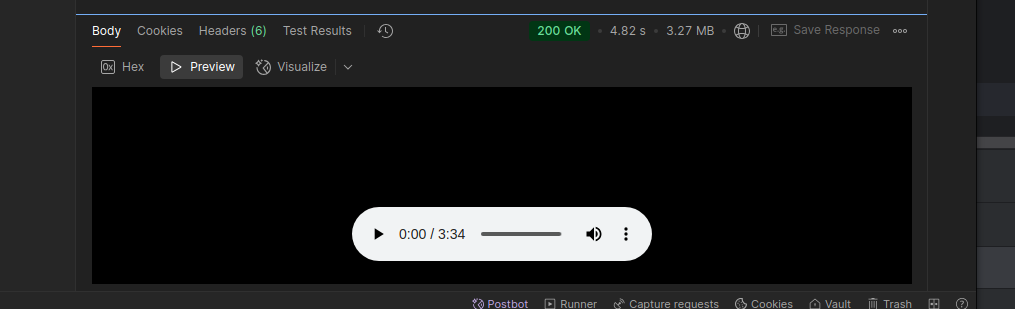 Body Cookies Headers (6) Test Results 200 OK • 4.82 s • 3.27 MB e.g. Save Response
0x Hex Preview Visualize
0:00 / 3:34
Postbot Runner Capture requests Cookies Vault Trash